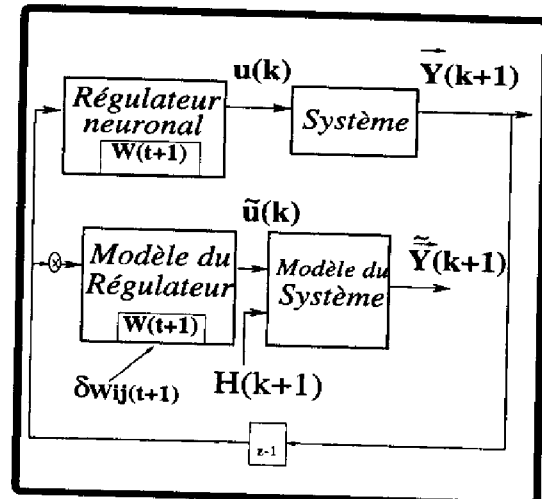 u(k)
Y(k+1)
Régulateur
neuronal
W(t+1)
Système
ũ(k)
Ỹ(k+1)
Modèle du
Régulateur
W(t+1)
Modèle du
Système
δWij(t+1)
H(k+1)
z-1